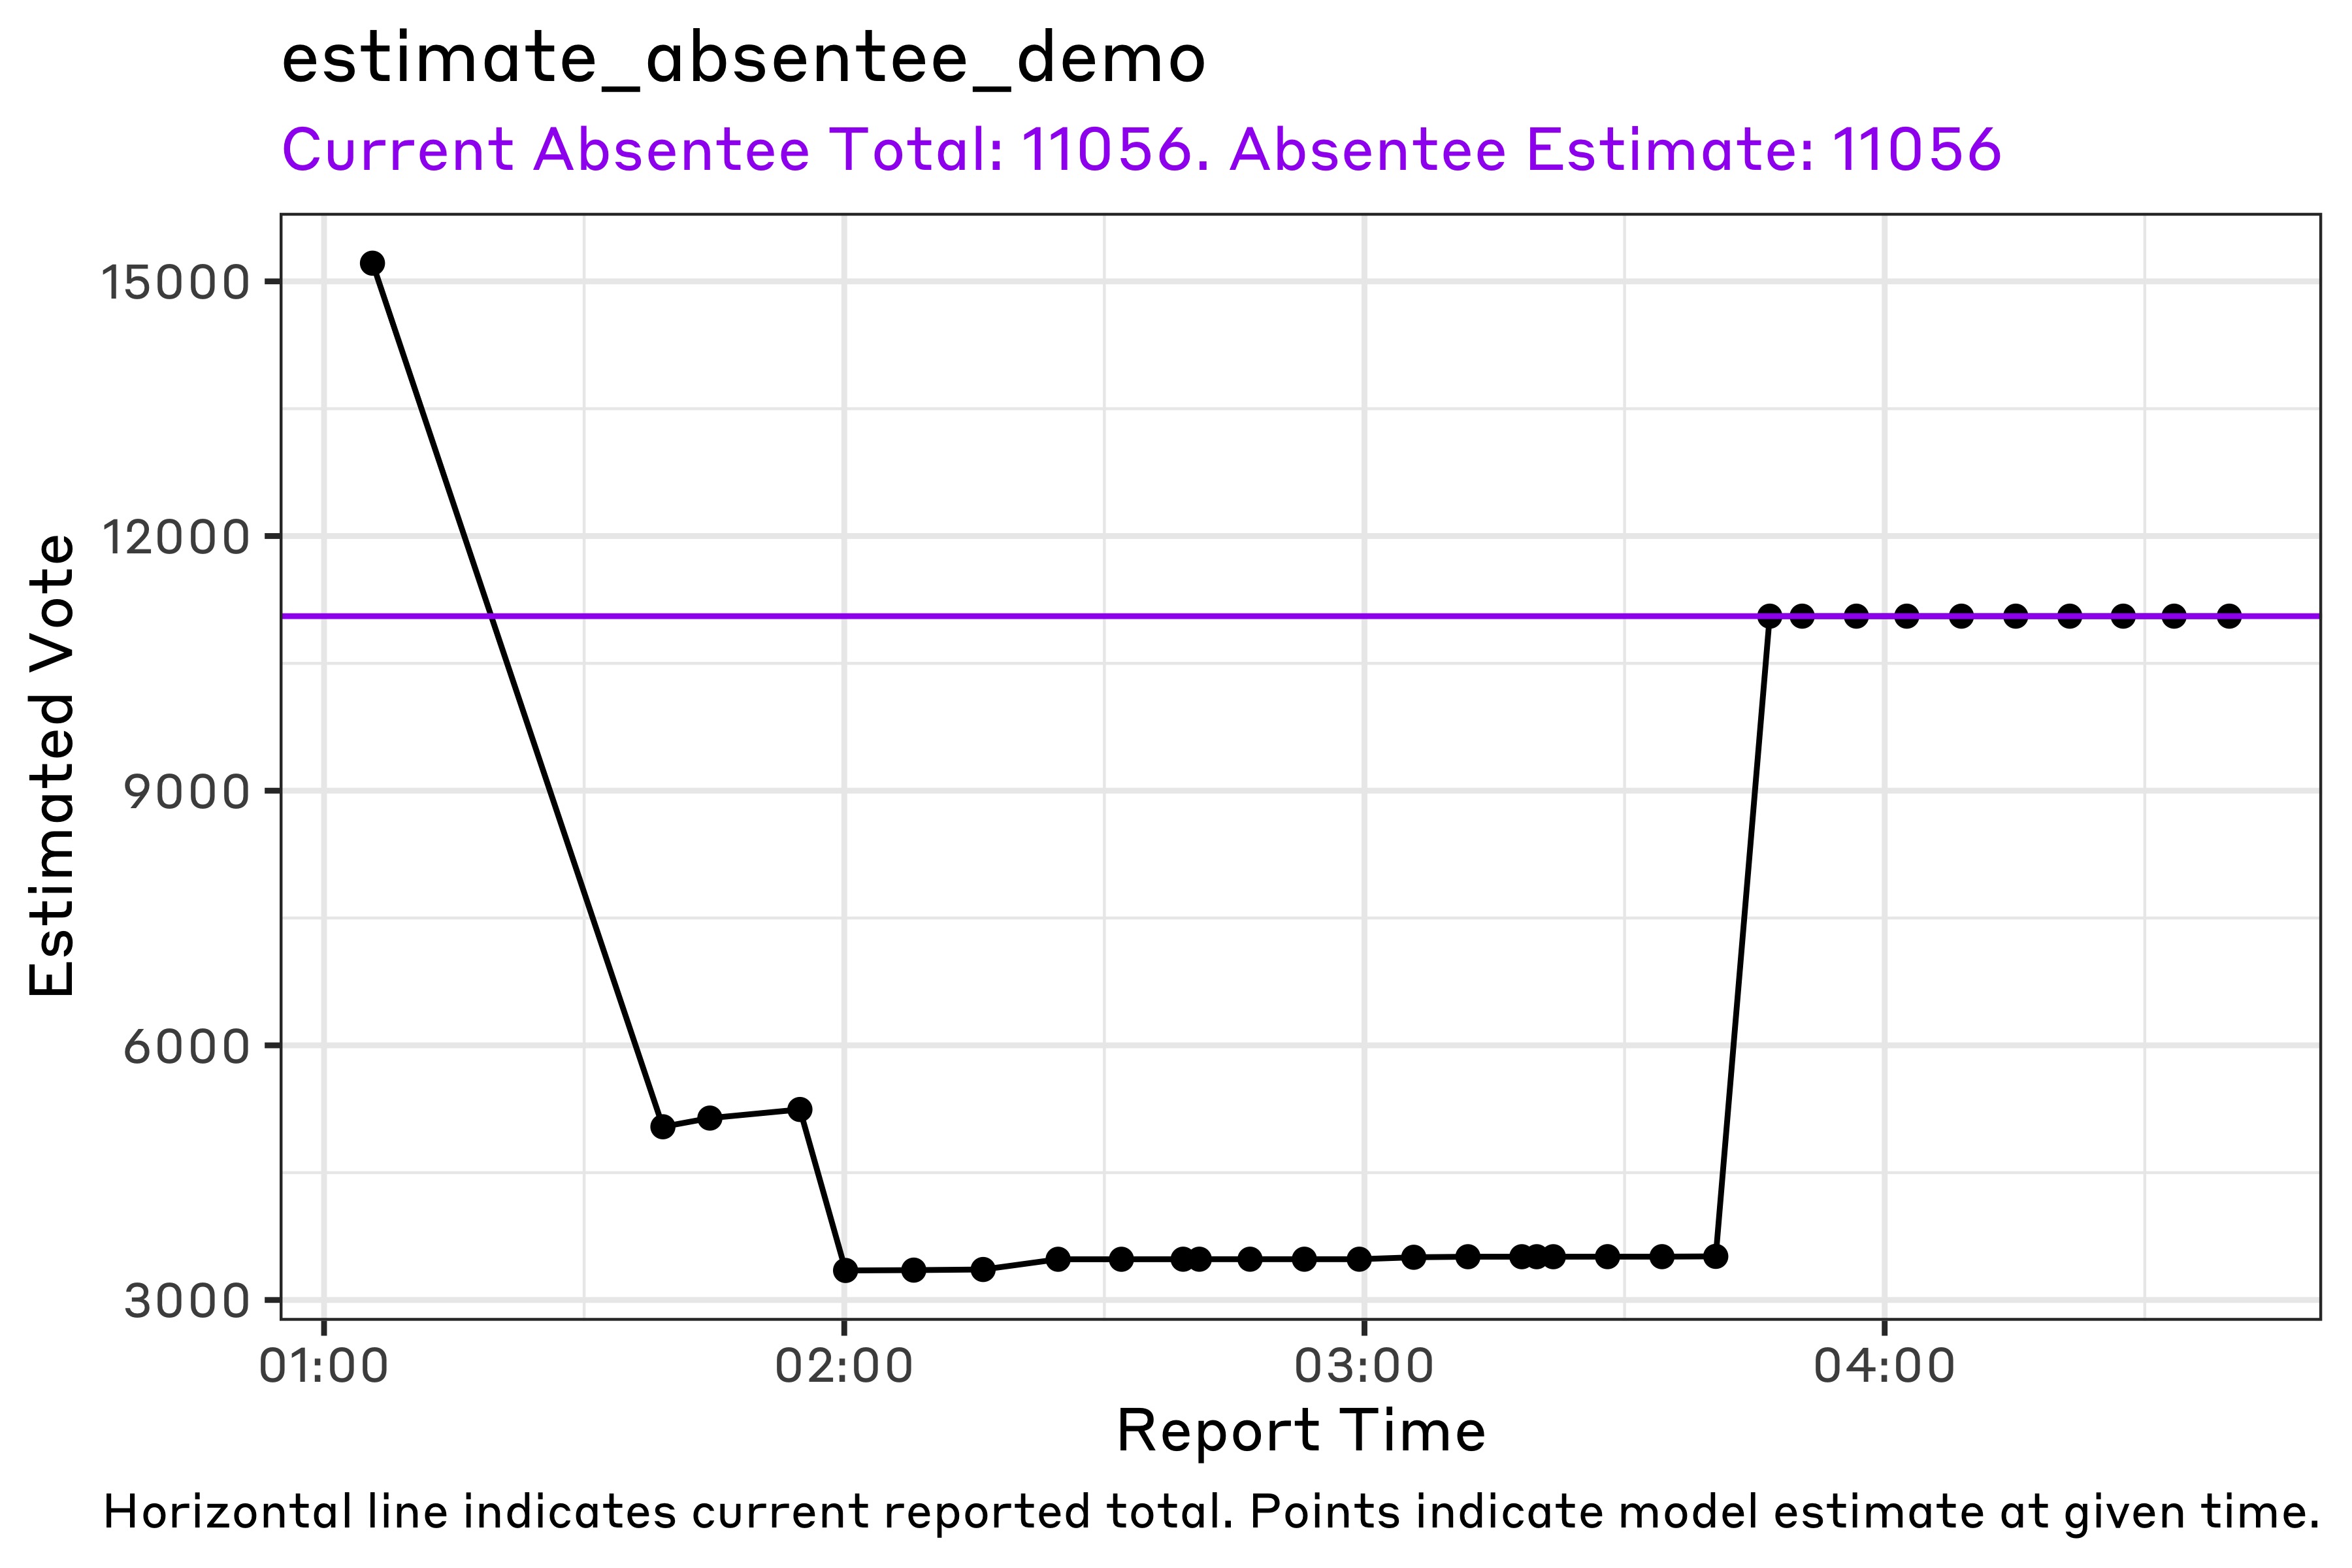 estimate_absentee_demo
Current Absentee Total: 11056. Absentee Estimate: 11056
Estimated Vote
15000
12000
9000
6000
3000
01:00 02:00 03:00 04:00
Report Time
Horizontal line indicates current reported total. Points indicate model estimate at given time.